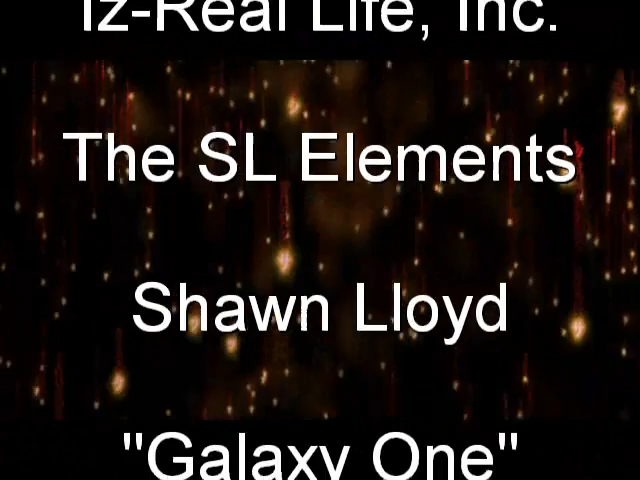 Iz-Real Life, Inc.
The SL Elements
Shawn Lloyd
"Galaxy One"